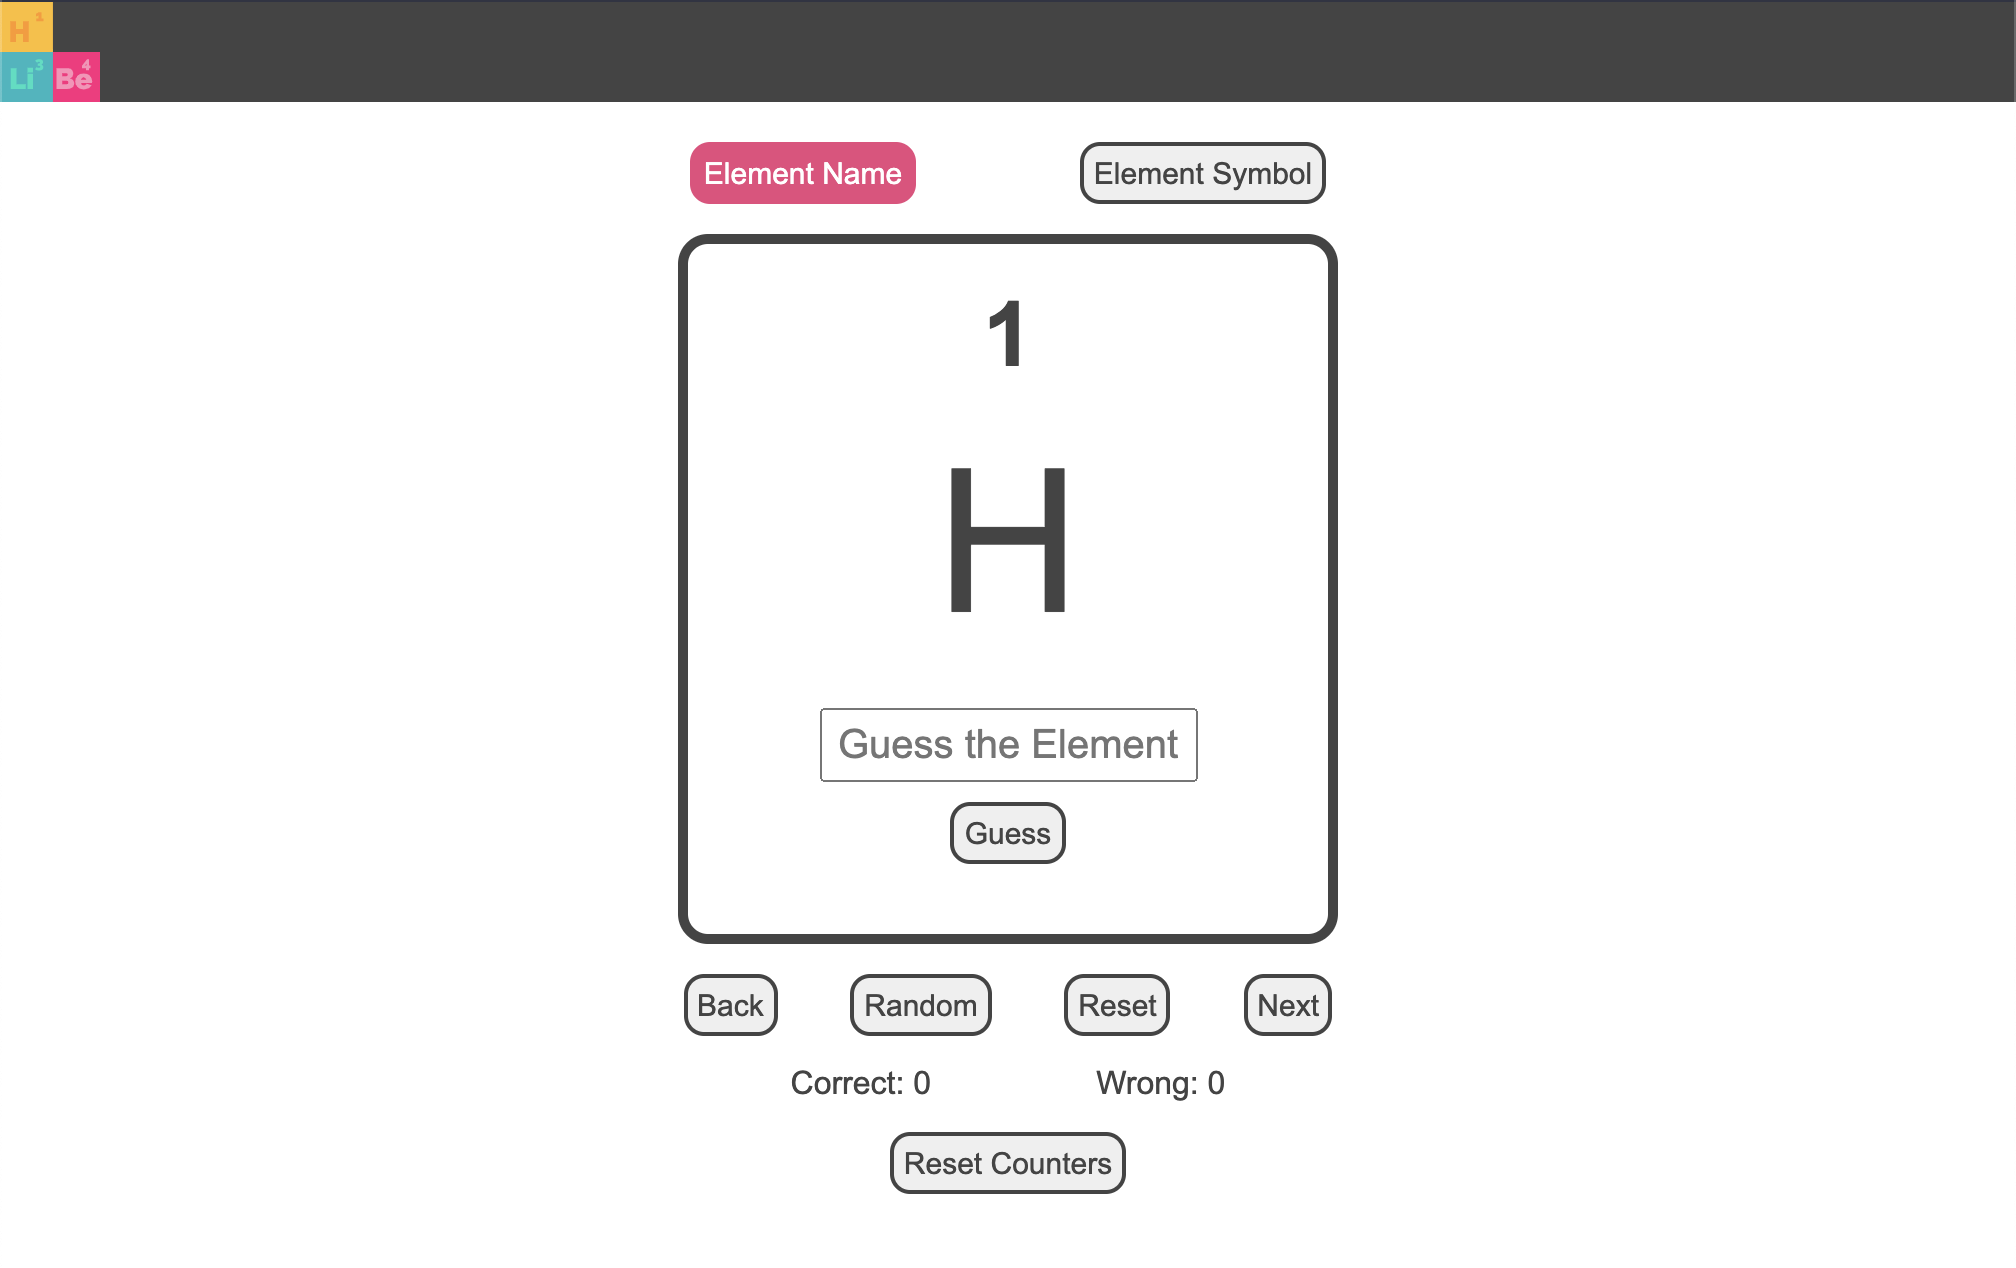 H 1
Li 3 Be 4
Element Name Element Symbol
1
H
Guess the Element
Guess
Back Random Reset Next
Correct: 0 Wrong: 0
Reset Counters